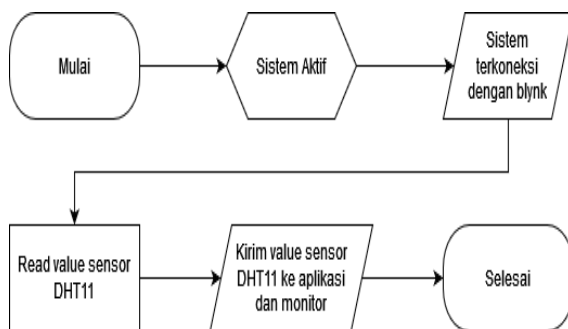 Mulai
Sistem Aktif
Sistem
terkoneksi
dengan blynk
Read value sensor
DHT11
Kirim value sensor
DHT11 ke aplikasi
dan monitor
Selesai